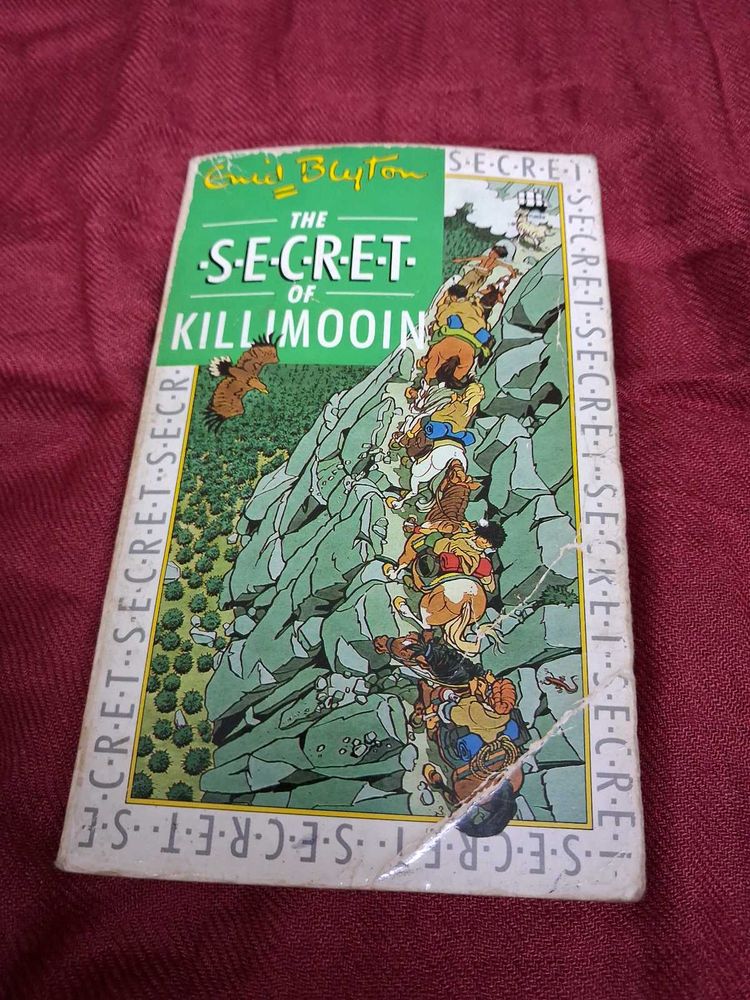 Enid Blyton
THE
·S·E·C·R·E·T·
OF
KILLIMOOIN
S·E·C·R·E·T·
·S·E·C·R·E·T··S·E·C·R·E·T··S·E·C·R·E·T··S·E·C·R·E·T
S·E·C·R·E·T··S·E·C·R·E·T··S·E·C·R·E·T··S·E
S·E·C·R·E·T··S·E·C·R·E·T··S·E·C·R